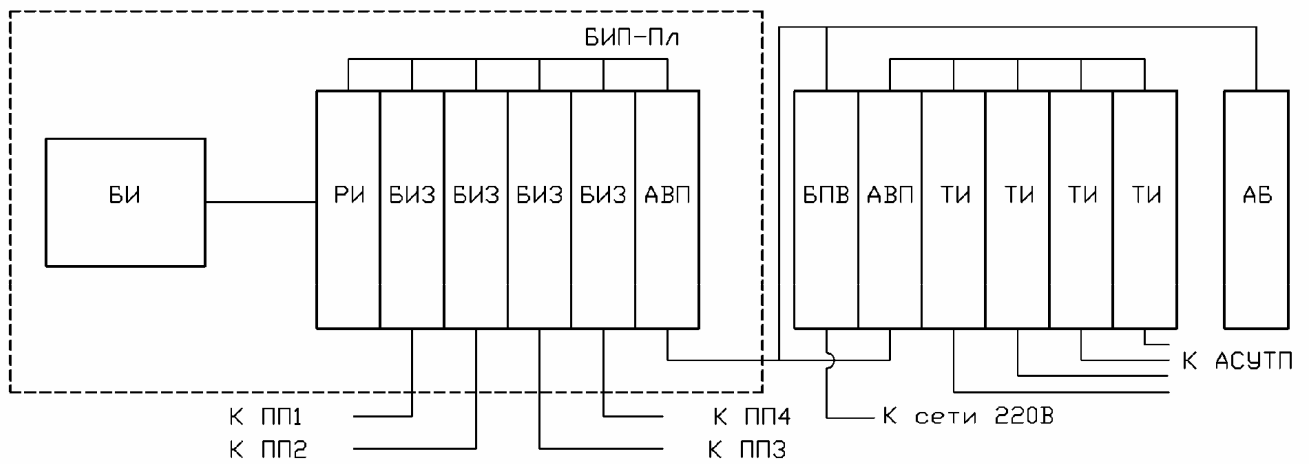 БИП-Пл
БИ
РИ
БИЗ
БИЗ
БИЗ
БИЗ
АВП
БПВ
АВП
ТИ
ТИ
ТИ
ТИ
АБ
К АСУТП
К ПП1
К ПП4
К сети 220В
К ПП2
К ПП3